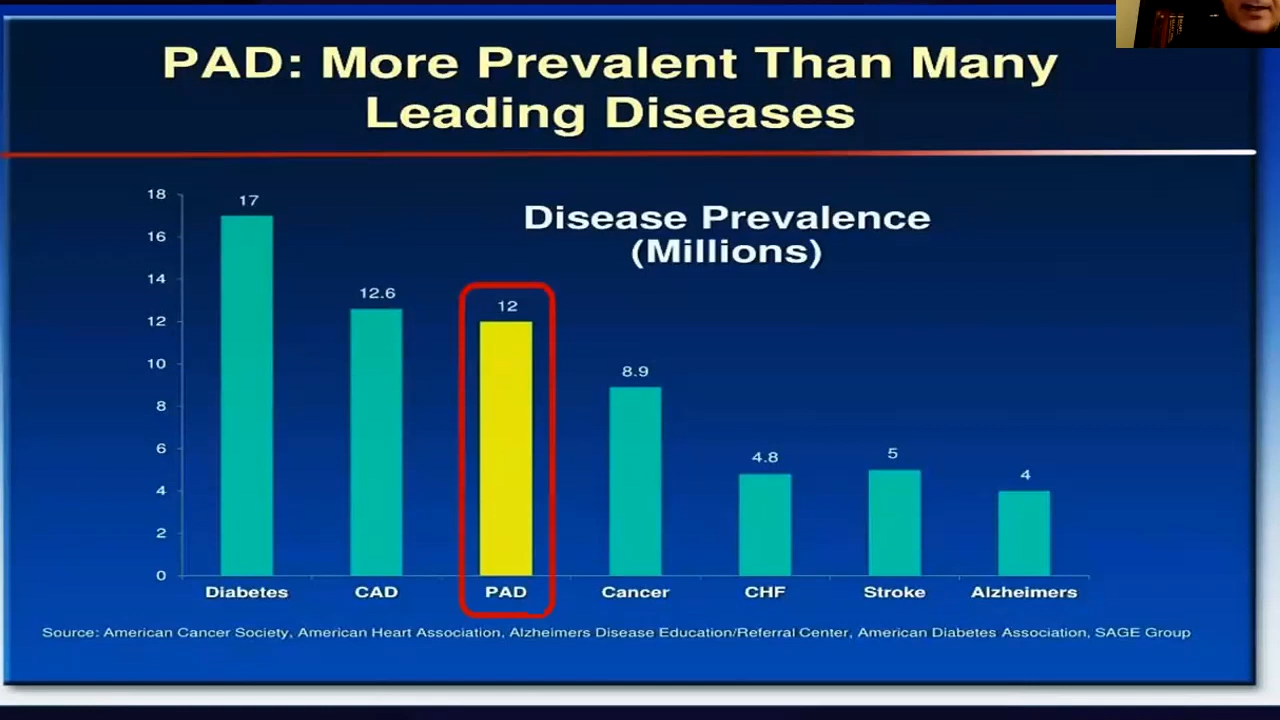 PAD: More Prevalent Than Many
Leading Diseases
Disease Prevalence
(Millions)
18
16
14
12
10
8
6
4
2
0
17
12.6
12
8.9
4.8
5
4
Diabetes CAD PAD Cancer CHF Stroke Alzheimers
Source: American Cancer Society, American Heart Association, Alzheimers Disease Education/Referral Center, American Diabetes Association, SAGE Group